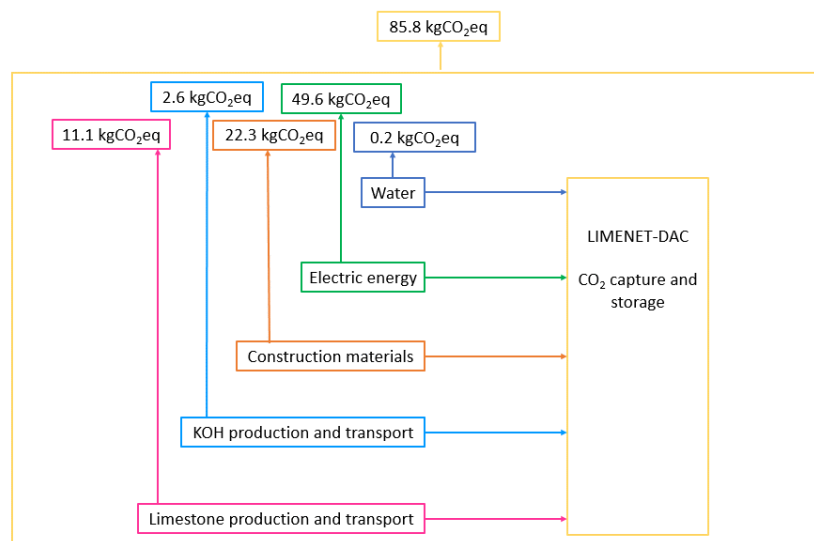 85.8 kgCO₂eq
2.6 kgCO₂eq
49.6 kgCO₂eq
11.1 kgCO₂eq
22.3 kgCO₂eq
0.2 kgCO₂eq
Water
LIMENET-DAC
Electric energy
CO₂ capture and
storage
Construction materials
KOH production and transport
Limestone production and transport